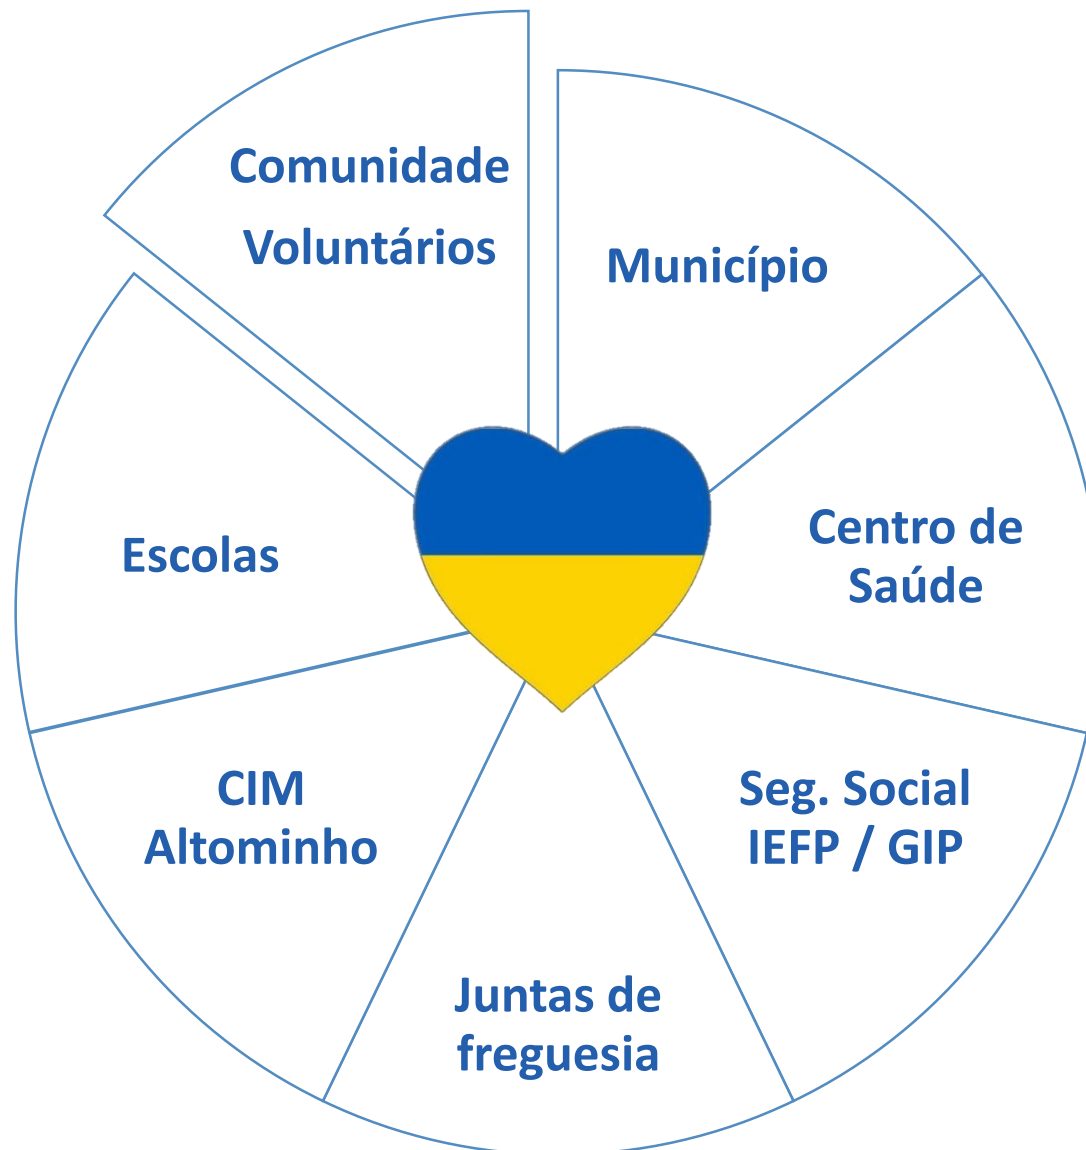 Comunidade
Voluntários
Município
Centro de
Saúde
Seg. Social
IEFP / GIP
Juntas de
freguesia
CIM
Altominho
Escolas